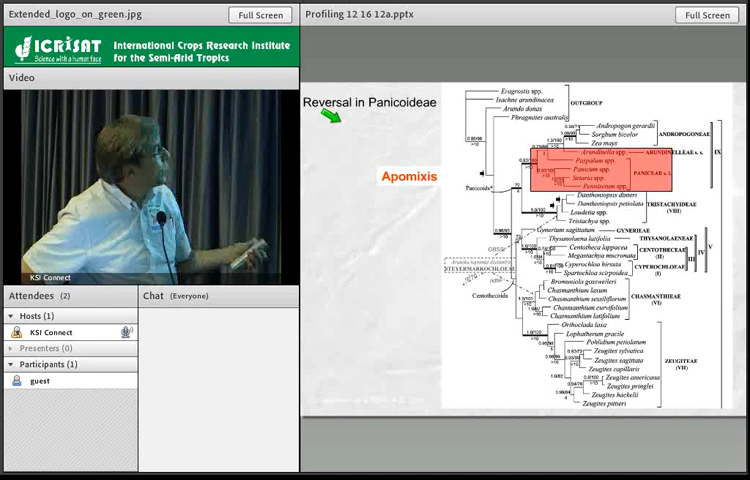 Extended_logo_on_green.jpg
Full Screen
Profiling 12 16 12a.pptx
Full Screen
ICRISAT
Science with a human face
International Crops Research Institute
for the Semi-Arid Tropics
Video
KSI Connect
Attendees (2)
Hosts (1)
KSI Connect
Presenters (0)
Participants (1)
guest
Chat (Everyone)
Reversal in Panicoideae
Apomixis
Eragrostis spp.
Isachne arundinacea
Arundo donax
Phragmites australis
OUTGROUP
Andropogon gerardii
Sorghum bicolor
Zea mays
ANDROPOGONEAE
Arundinella spp.
ARUNDINELLEAE s. s.
IX
Paspalum spp.
Panicum spp.
Setaria spp.
Pennisetum spp.
PANICEAE s. l.
Panicoids*
Danthoniopsis dinteri
Danthoniopsis petiolata
Loudetia spp.
Tristachya spp.
TRISTACHYIDEAE
(VIII)
Gynerium sagittatum
GYNERIEAE
Thysanolaena latifolia
THYSANOLAENEAE
Centotheca lappacea
Megastachya mucronata
CENTOTHECEAE
(II)
Cyperochloa hirsuta
Spartochloa scirpoidea
CYPEROCHLOEAE
(I)
III
IV
V
STEYERMARKOCHLOEAE
Centothecoids
Bromuniola gossweileri
Chasmanthium laxum
Chasmanthium sessiliflorum
Chasmanthium curvifolium
Chasmanthium latifolium
CHASMANTHIEAE
(VI)
Orthoclada laxa
Lophatherum gracile
Pohlidium petiolatum
Zeugites sylvatica
Zeugites sagittata
Zeugites capillaris
Zeugites americana
Zeugites pringlei
Zeugites hackelii
Zeugites pittieri
ZEUGITEAE
(VII)